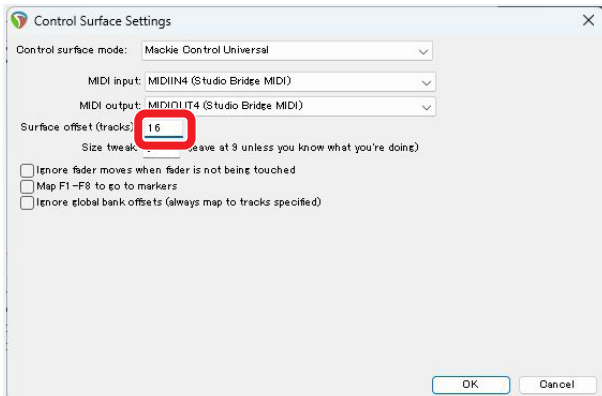 Control Surface Settings
Control surface mode: Mackie Control Universal
MIDI input: MIDIIN4 (Studio Bridge MIDI)
MIDI output: MIDIOUT4 (Studio Bridge MIDI)
Surface offset (tracks) 16
Size tweak eave at 9 unless you know what you're doing)
Ignore fader moves when fader is not being touched
Map F1-F8 to go to markers
Ignore global bank offsets (always map to tracks specified)
OK Cancel